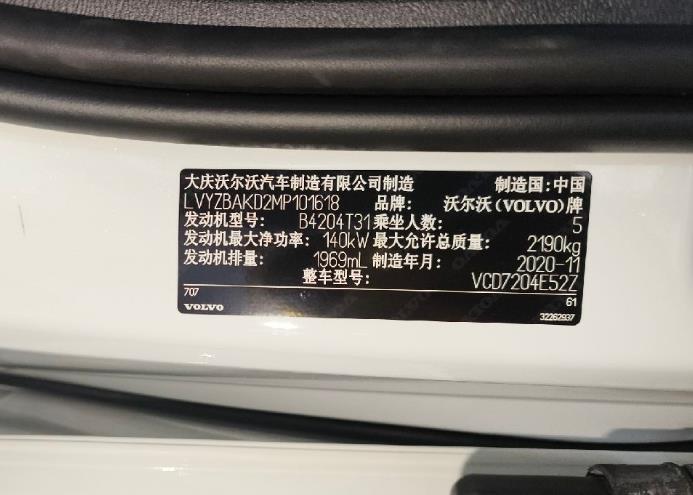 大庆沃尔沃汽车制造有限公司制造 制造国:中国
LVYZBAKD2MP101618 品牌: 沃尔沃(VOLVO)牌
发动机型号: B4204T31 乘坐人数: 5
发动机最大净功率: 140kW 最大允许总质量: 2190kg
发动机排量: 1969mL 制造年月: 2020-11
整车型号: VCD7204E52Z
707 61
VOLVO 32262937